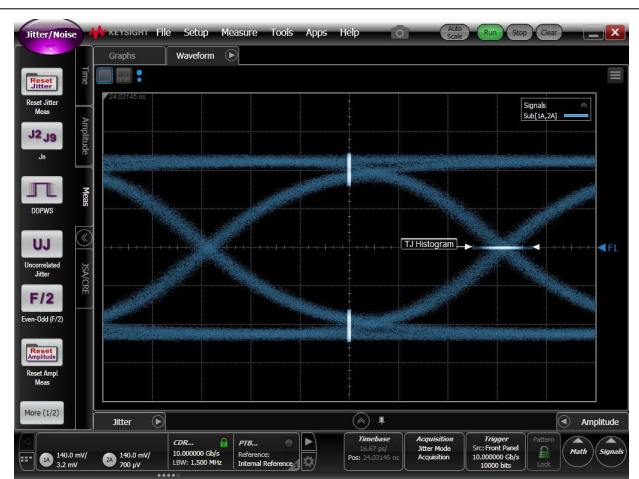 Jitter/Noise
KEYSIGHT File Setup Measure Tools Apps Help
Auto Scale
Run Stop Clear
Graphs Waveform
Reset Jitter
Reset Jitter
Meas
J2 J9
Jn
DDPWS
UJ
Uncorrelated
Jitter
F/2
Even-Odd (F/2)
Reset Amplitude
Reset Ampl
Meas
More (1/2)
Time
Amplitude
Meas
JSA/CRE
24.03145 ns
Signals
Sub[1A,2A]
TJ Histogram
F1
Jitter
Amplitude
1A
140.0 mV/
3.2 mV
2A
140.0 mV/
700 µV
CDR...
10.000000 Gb/s
LBW: 1.500 MHz
PTB...
Reference:
Internal Reference
Timebase
16.67 ps/
Pos: 24.03145 ns
Acquisition
Jitter Mode
Acquisition
Trigger
Src: Front Panel
10.000000 Gb/s
10000 bits
Pattern
Lock
Math
Signals